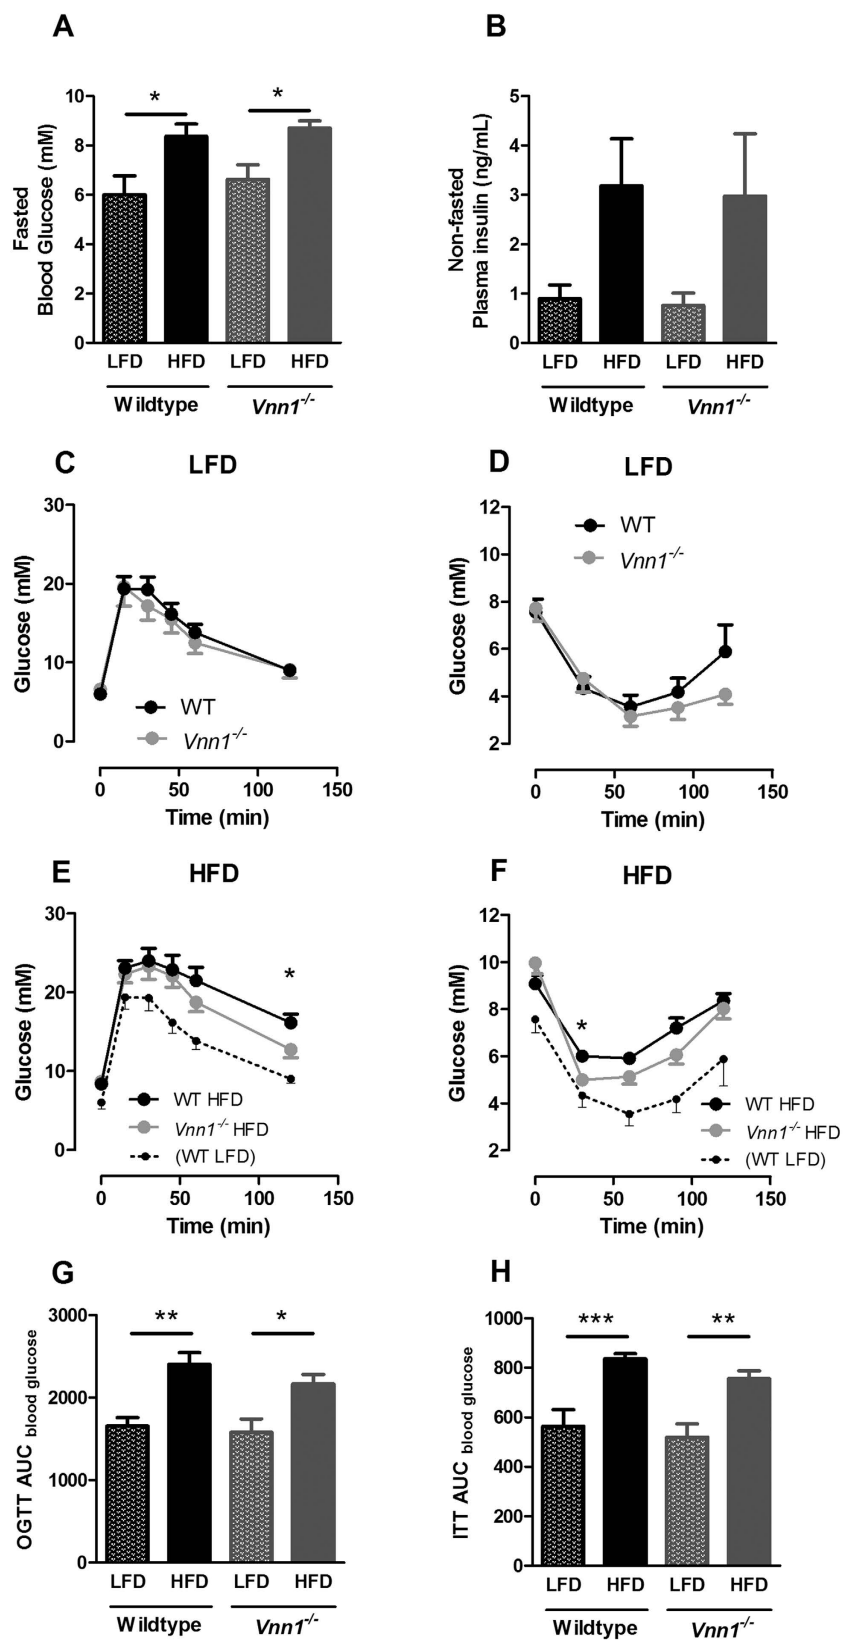 A
Fasted
Blood Glucose (mM)
10
8
6
4
2
0
*
*
LFD HFD LFD HFD
Wildtype Vnn1-/-
B
Non-fasted
Plasma insulin (ng/mL)
5
4
3
2
1
0
LFD HFD LFD HFD
Wildtype Vnn1-/-
C
LFD
Glucose (mM)
30
20
10
0
WT
Vnn1-/-
0 50 100 150
Time (min)
D
LFD
Glucose (mM)
12
10
8
6
4
2
WT
Vnn1-/-
0 50 100 150
Time (min)
E
HFD
Glucose (mM)
30
20
10
0
*
WT HFD
Vnn1-/- HFD
(WT LFD)
0 50 100 150
Time (min)
F
HFD
Glucose (mM)
12
10
8
6
4
2
*
WT HFD
Vnn1-/- HFD
(WT LFD)
0 50 100 150
Time (min)
G
OGTT AUC blood glucose
3000
2000
1000
0
**
*
LFD HFD LFD HFD
Wildtype Vnn1-/-
H
ITT AUC blood glucose
1000
800
600
400
200
0
***
**
LFD HFD LFD HFD
Wildtype Vnn1-/-